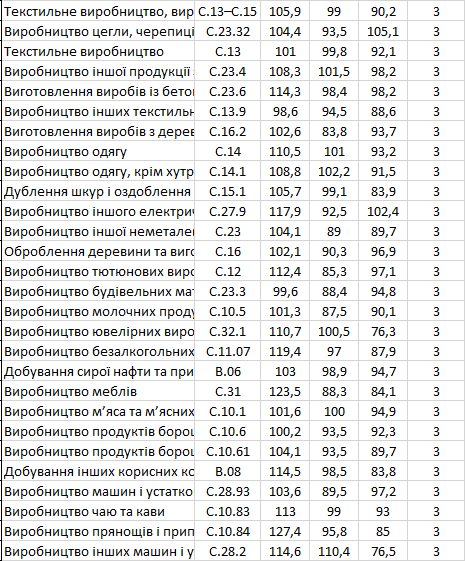 Текстильне виробництво, вир C.13–C.15 105,9 99 90,2 3
Виробництво цегли, черепиці C.23.32 104,4 93,5 105,1 3
Текстильне виробництво C.13 101 99,8 92,1 3
Виробництво іншої продукції з C.23.4 108,3 101,5 98,2 3
Виготовлення виробів із бето C.23.6 114,3 98,4 98,2 3
Виробництво інших текстильн C.13.9 98,6 94,5 88,6 3
Виготовлення виробів з дерев C.16.2 102,6 83,8 93,7 3
Виробництво одягу C.14 110,5 101 93,2 3
Виробництво одягу, крім хутр C.14.1 108,8 102,2 91,5 3
Дублення шкур і оздоблення C.15.1 105,7 99,1 83,9 3
Виробництво іншого електрич C.27.9 117,9 92,5 102,4 3
Виробництво іншої неметалев C.23 104,1 89 89,7 3
Оброблення деревини та виго C.16 102,1 90,3 96,9 3
Виробництво тютюнових виро C.12 112,4 85,3 97,1 3
Виробництво будівельних мат C.23.3 99,6 88,4 94,8 3
Виробництво молочних проду C.10.5 101,3 87,5 90,1 3
Виробництво ювелірних виро C.32.1 110,7 100,5 76,3 3
Виробництво безалкогольних C.11.07 119,4 97 87,9 3
Добування сирої нафти та при B.06 103 98,9 94,7 3
Виробництво меблів C.31 123,5 88,3 84,1 3
Виробництво м’яса та м’ясних C.10.1 101,6 100 94,9 3
Виробництво продуктів борош C.10.6 100,2 93,5 92,3 3
Виробництво продуктів борош C.10.61 104,1 93,5 89,7 3
Добування інших корисних ко B.08 114,5 98,5 83,8 3
Виробництво машин і устатко C.28.93 103,6 89,5 97,2 3
Виробництво чаю та кави C.10.83 113 99 93 3
Виробництво прянощів і прип C.10.84 127,4 95,8 85 3
Виробництво інших машин і у C.28.2 114,6 110,4 76,5 3